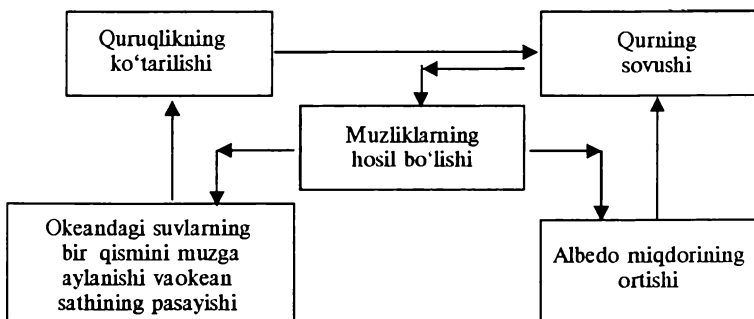 Quruqlikning
ko‘tarilishi
Qurning
sovushi
Muzliklarning
hosil bo‘lishi
Okeandagi suvlarning
bir qismini muzga
aylanishi vaokean
sathining pasayishi
Albedo miqdorining
ortishi